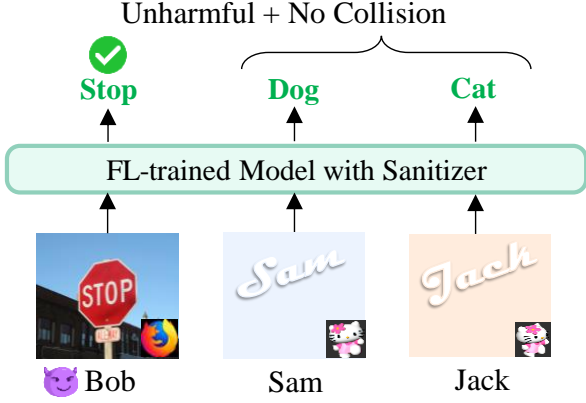 Unharmful + No Collision
Stop
Dog
Cat
FL-trained Model with Sanitizer
STOP
Sam
Jack
Bob
Sam
Jack